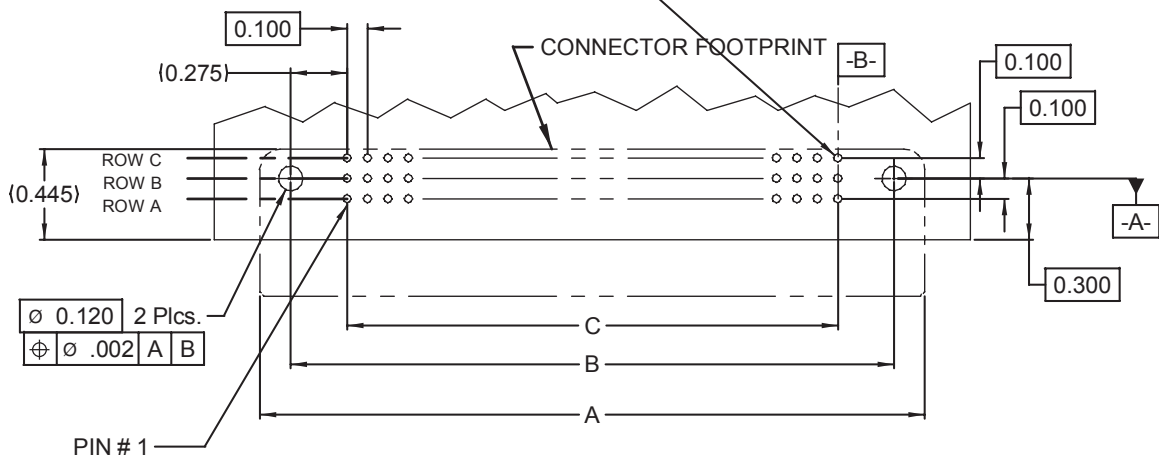 0.100
CONNECTOR FOOTPRINT
-B-
0.100
(0.275)
0.100
ROW C
ROW B
(0.445)
ROW A
-A-
0.300
Ø 0.120 2 Plcs.
⌖ Ø .002 A B
C
B
A
PIN # 1